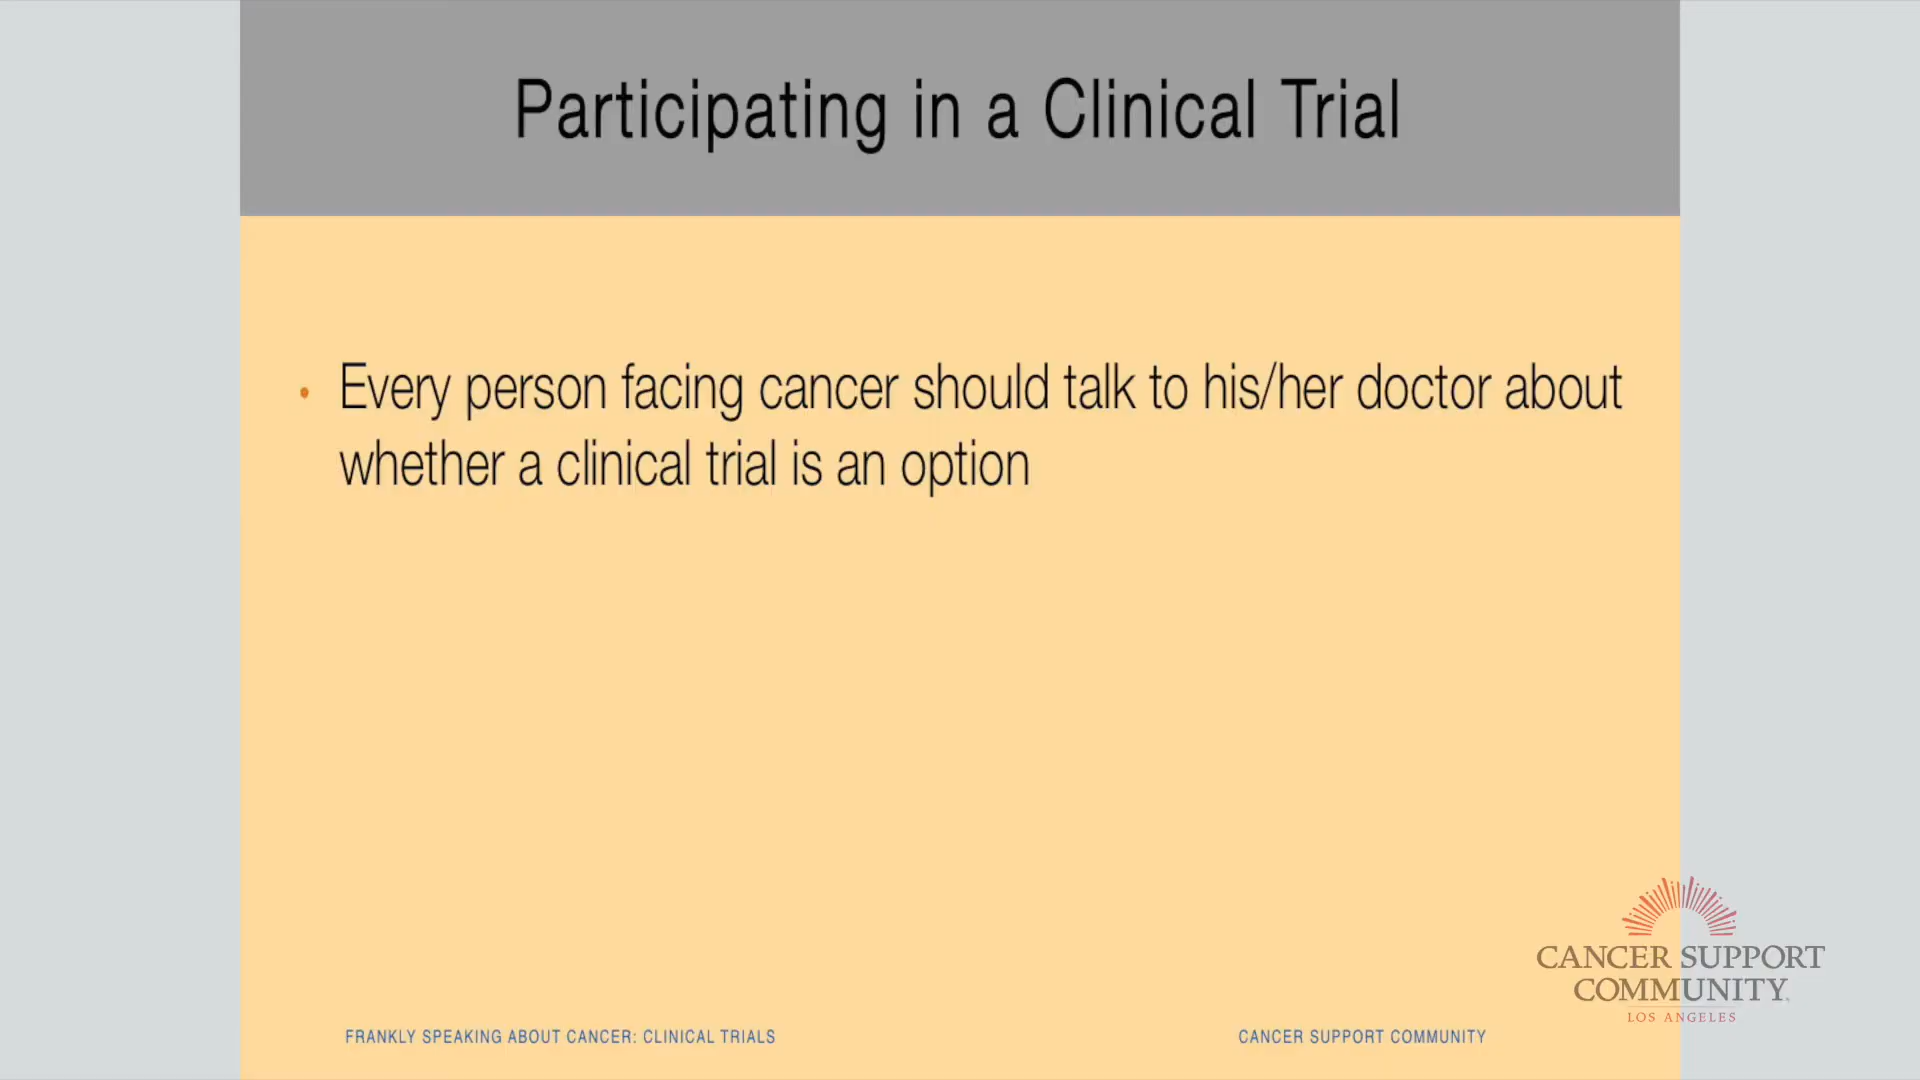 Participating in a Clinical Trial
• Every person facing cancer should talk to his/her doctor about
whether a clinical trial is an option
CANCER SUPPORT
COMMUNITY
LOS ANGELES
FRANKLY SPEAKING ABOUT CANCER: CLINICAL TRIALS
CANCER SUPPORT COMMUNITY